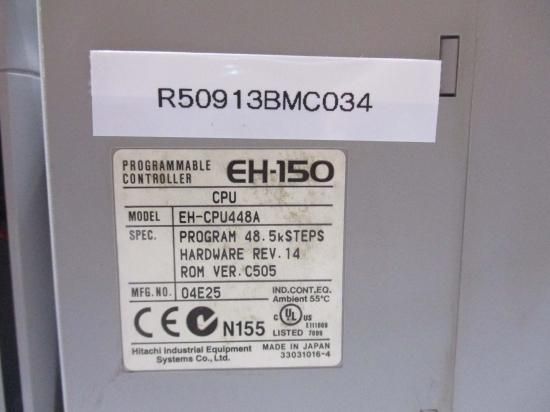 R50913BMC034
PROGRAMMABLE CONTROLLER EH-150
CPU
MODEL EH-CPU448A
SPEC. PROGRAM 48.5kSTEPS
HARDWARE REV.14
ROM VER.C505
MFG.NO. 04E25
IND.CONT.EQ.
Ambient 55°C
CE N155 c UL US
LISTED
Hitachi Industrial Equipment
Systems Co.,Ltd.
MADE IN JAPAN
33031016-4